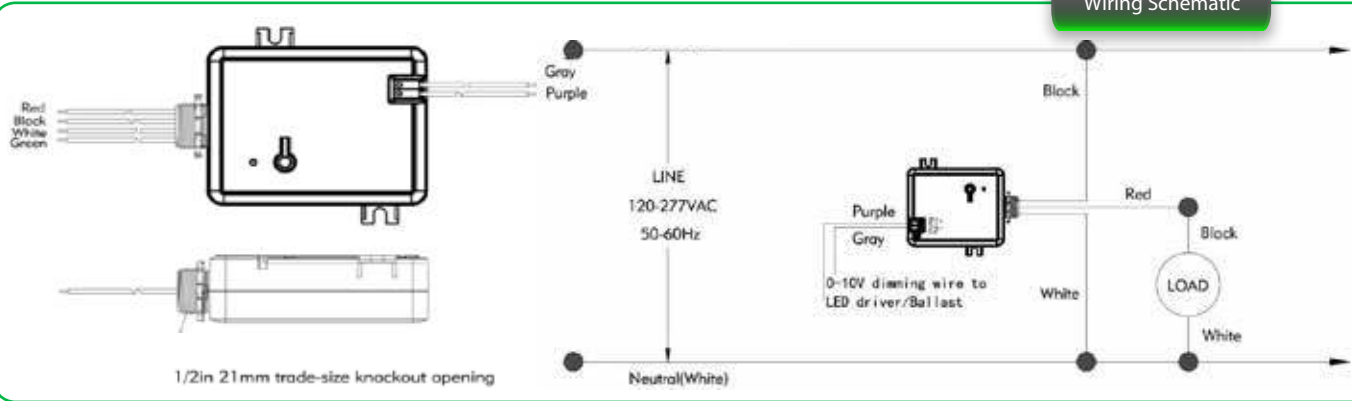 Wiring Schematic
Red
Block
White
Green
Gray
Purple
1/2in 21mm trade-size knockout opening
LINE
120-277VAC
50-60Hz
Neutral(White)
Block
White
Purple
Gray
0-10V dimming wire to
LED driver/Ballast
Red
Block
LOAD
White